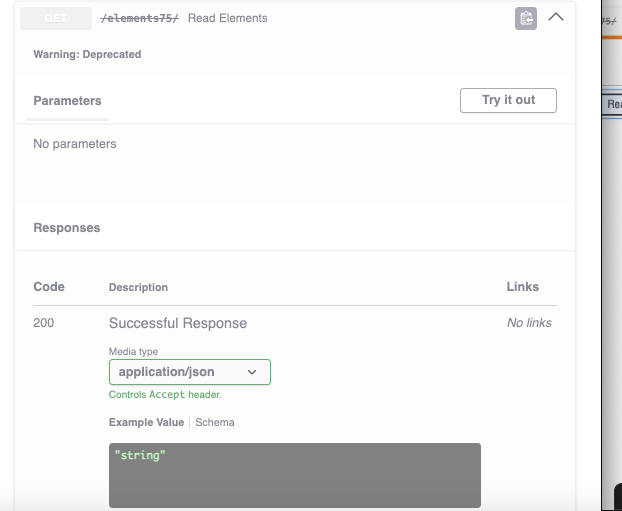 GET /elements75/ Read Elements
Warning: Deprecated
Parameters Try it out
No parameters
Responses
Code Description Links
200 Successful Response No links
Media type
application/json
Controls Accept header.
Example Value Schema
"string"
75/
Rea